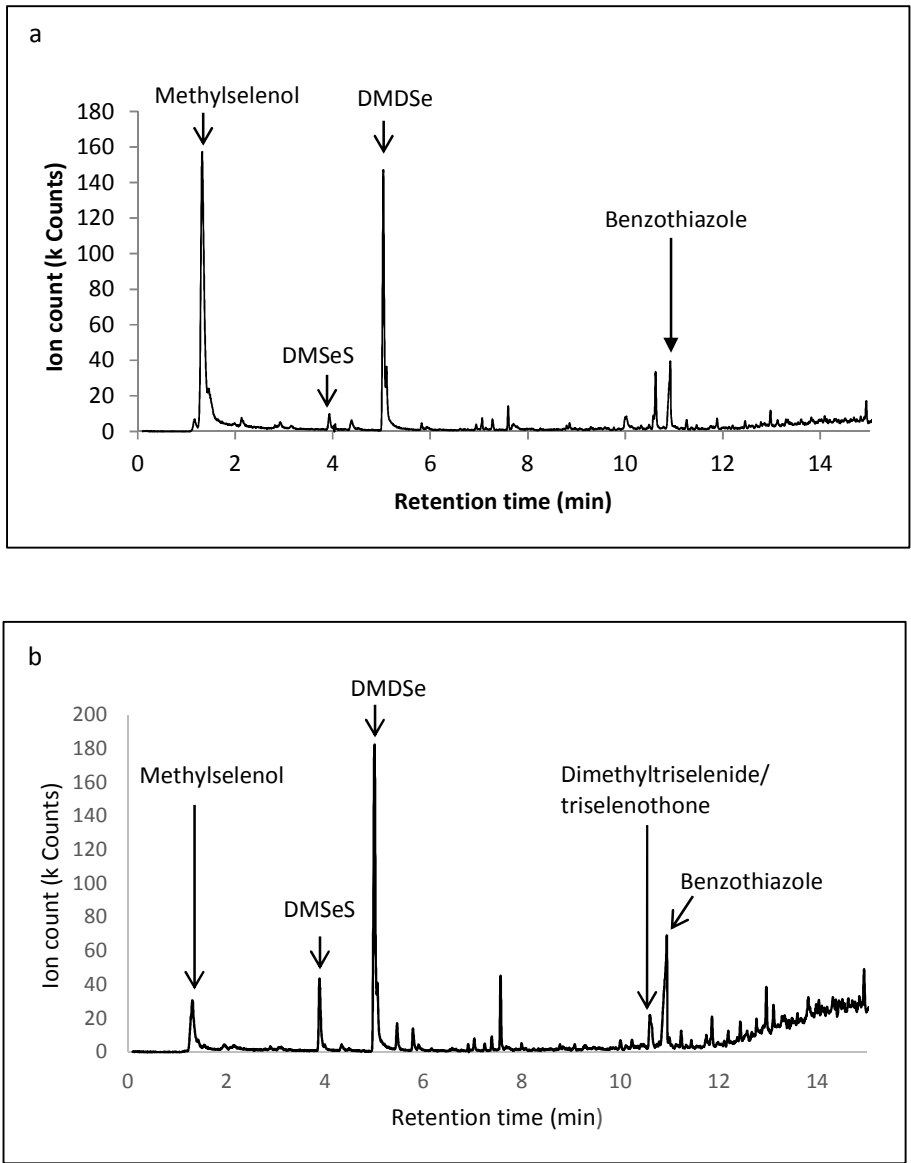 a
Methylselenol
DMDSe
180
160
140
120
100
80
60
40
20
0
Ion count (k Counts)
DMSeS
Benzothiazole
0 2 4 6 8 10 12 14
Retention time (min)
b
DMDSe
200
180
160
140
120
100
80
60
40
20
0
Ion count (k Counts)
Methylselenol
DMSeS
Dimethyltriselenide/
triselenothone
Benzothiazole
0 2 4 6 8 10 12 14
Retention time (min)